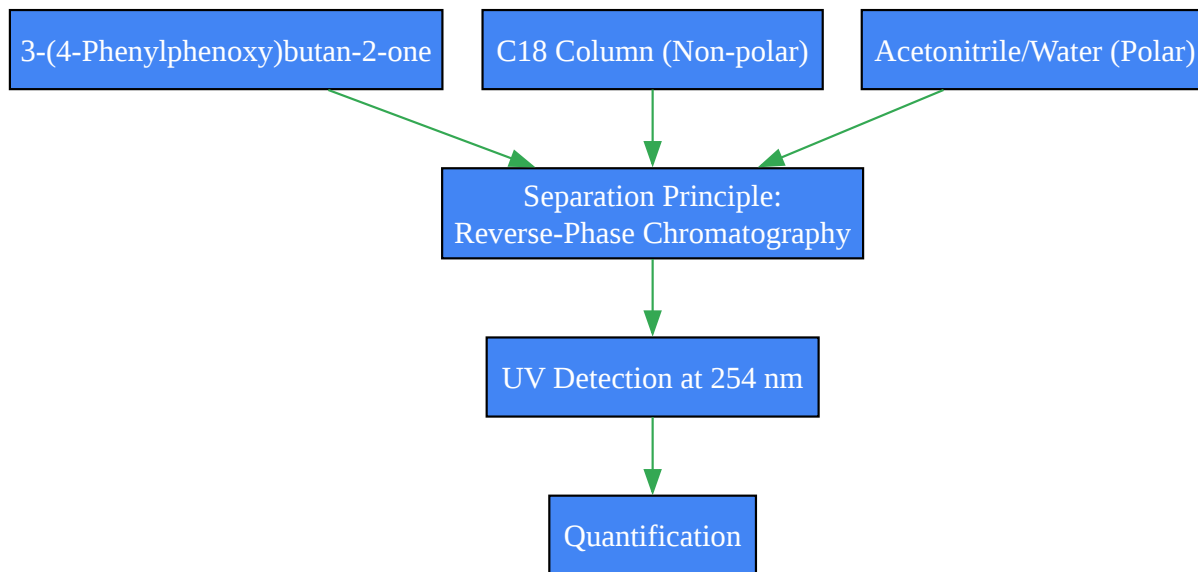 3-(4-Phenylphenoxy)butan-2-one
C18 Column (Non-polar)
Acetonitrile/Water (Polar)
Separation Principle:
Reverse-Phase Chromatography
UV Detection at 254 nm
Quantification